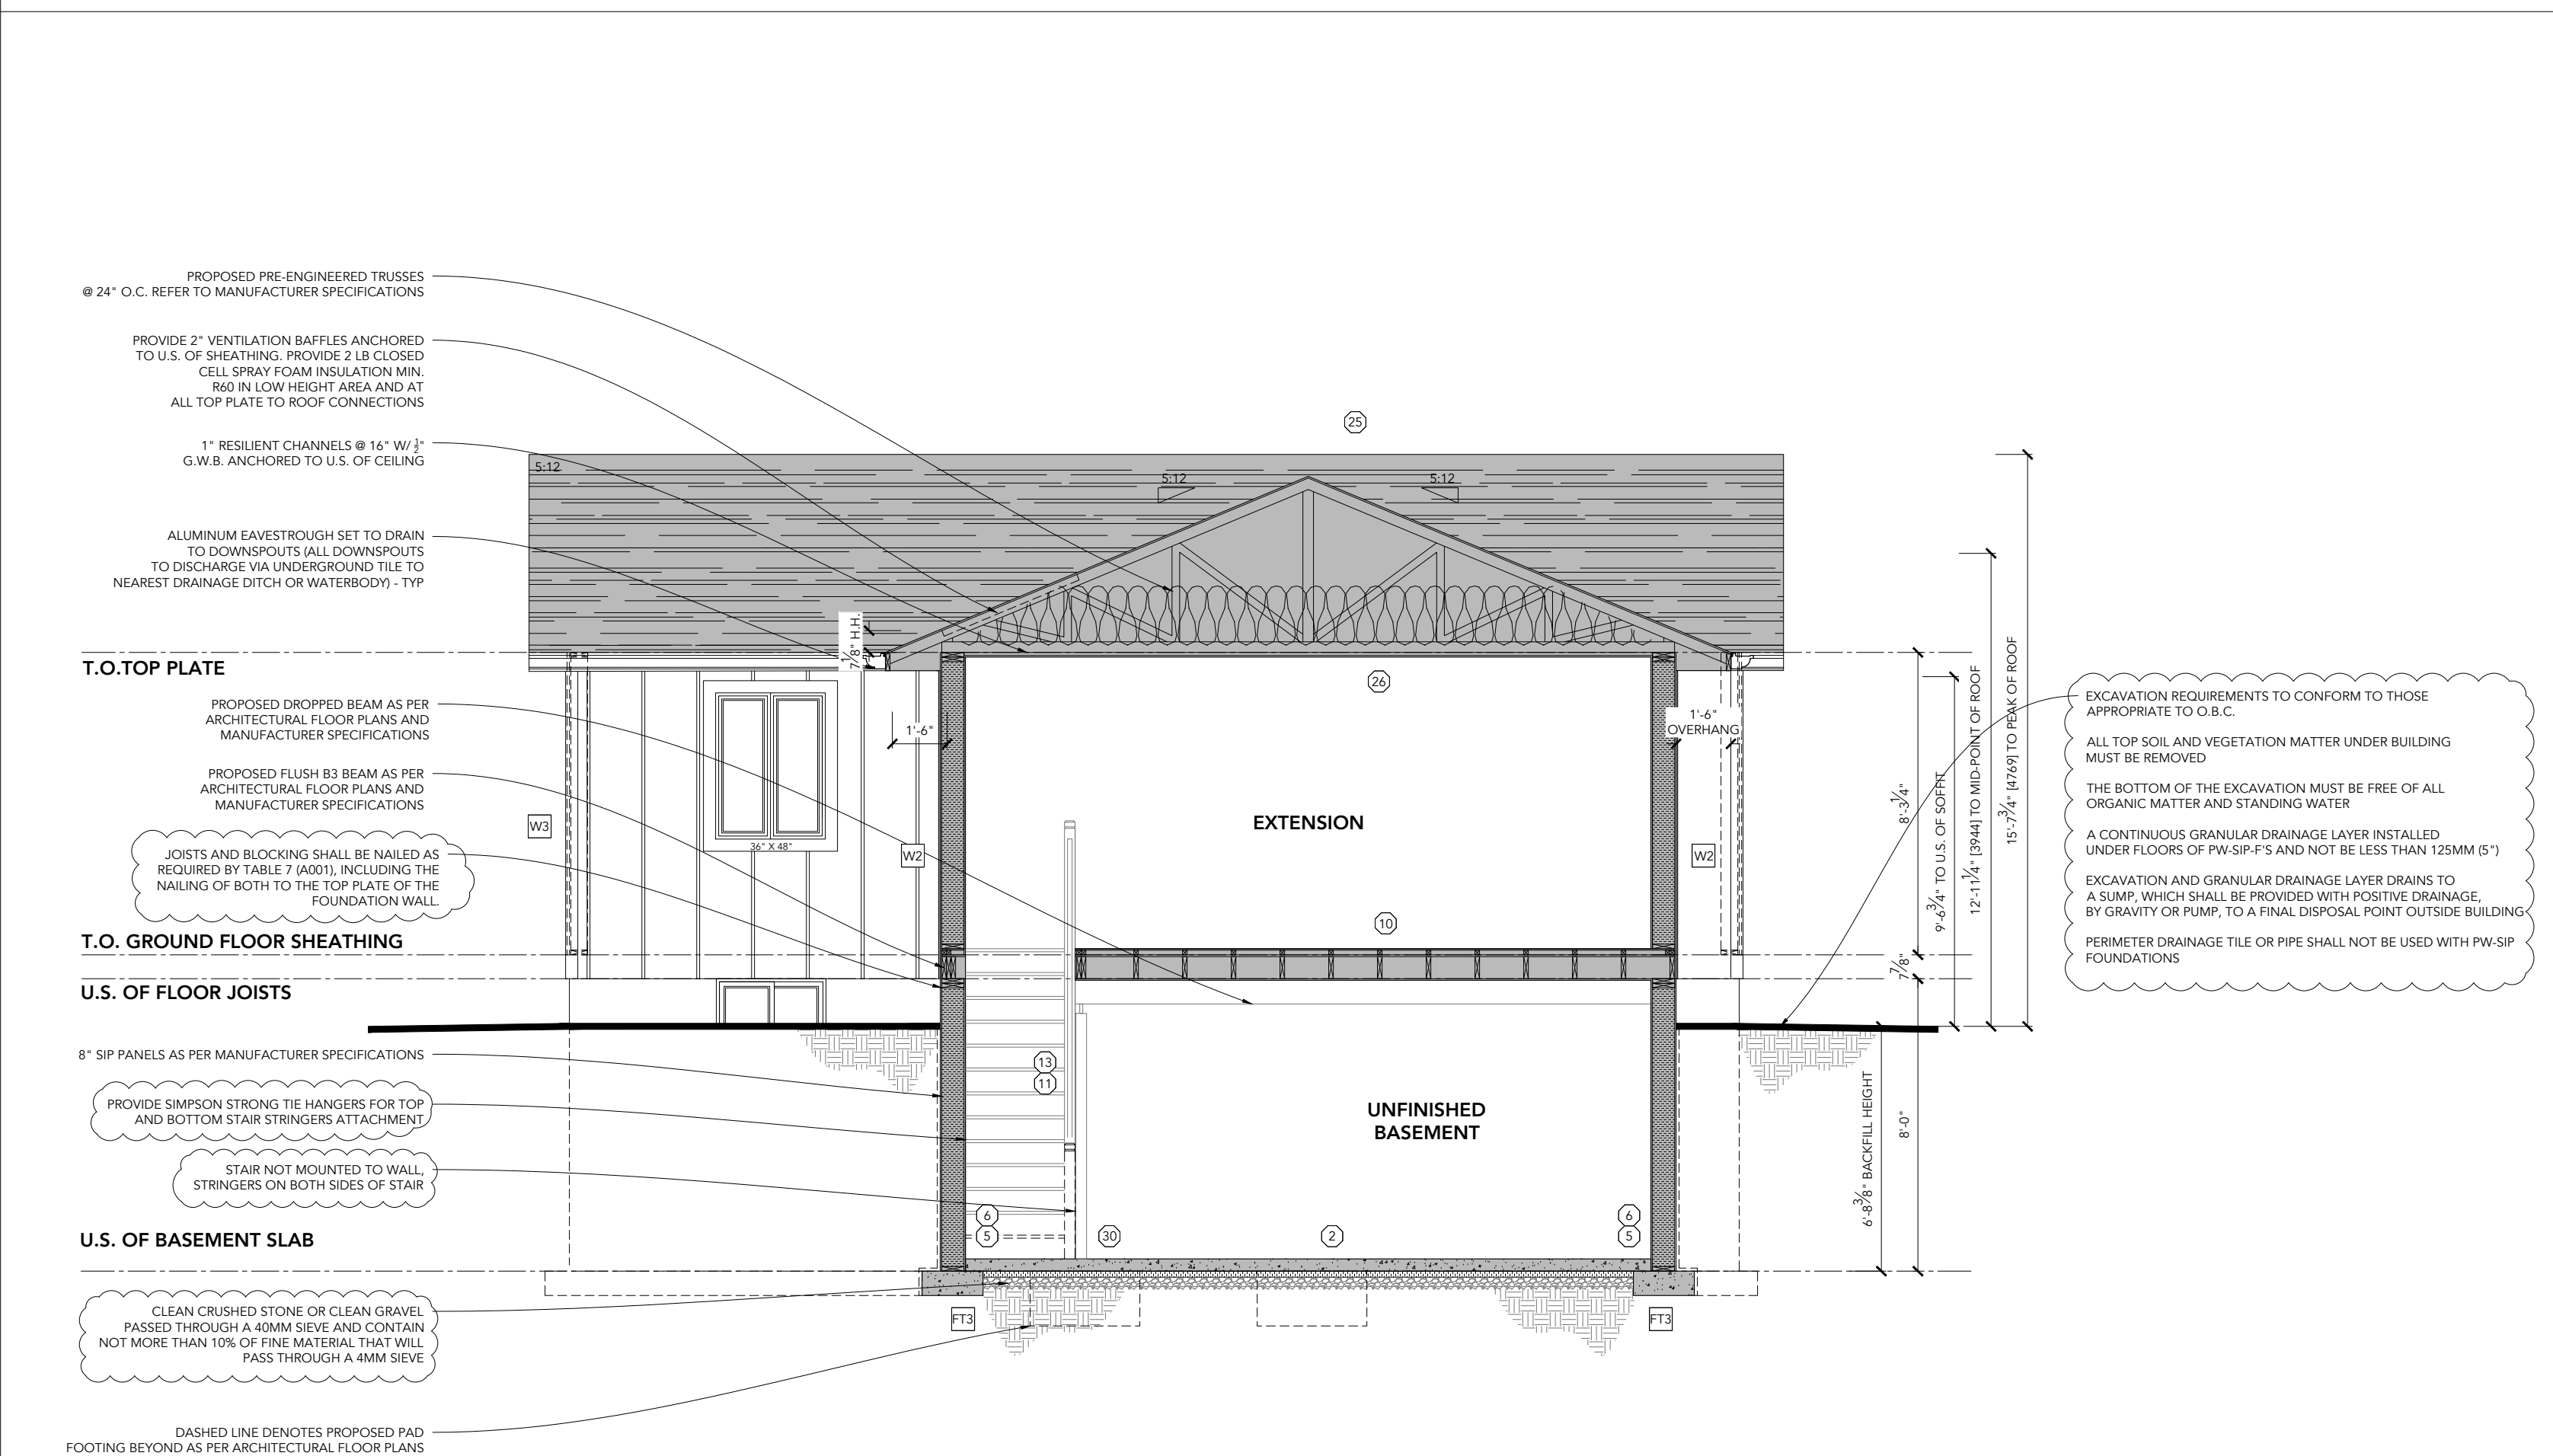 PROPOSED PRE-ENGINEERED TRUSSES
@ 24" O.C. REFER TO MANUFACTURER SPECIFICATIONS
PROVIDE 2" VENTILATION BAFFLES ANCHORED
TO U.S. OF SHEATHING. PROVIDE 2 LB CLOSED
CELL SPRAY FOAM INSULATION MIN.
R60 IN LOW HEIGHT AREA AND AT
ALL TOP PLATE TO ROOF CONNECTIONS
1" RESILIENT CHANNELS @ 16" W/ 1/2"
G.W.B. ANCHORED TO U.S. OF CEILING
ALUMINUM EAVESTROUGH SET TO DRAIN
TO DOWNSPOUTS (ALL DOWNSPOUTS
TO DISCHARGE VIA UNDERGROUND TILE TO
NEAREST DRAINAGE DITCH OR WATERBODY) - TYP
T.O.TOP PLATE
PROPOSED DROPPED BEAM AS PER
ARCHITECTURAL FLOOR PLANS AND
MANUFACTURER SPECIFICATIONS
PROPOSED FLUSH B3 BEAM AS PER
ARCHITECTURAL FLOOR PLANS AND
MANUFACTURER SPECIFICATIONS
JOISTS AND BLOCKING SHALL BE NAILED AS
REQUIRED BY TABLE 7 (A001), INCLUDING THE
NAILING OF BOTH TO THE TOP PLATE OF THE
FOUNDATION WALL.
T.O. GROUND FLOOR SHEATHING
U.S. OF FLOOR JOISTS
8" SIP PANELS AS PER MANUFACTURER SPECIFICATIONS
PROVIDE SIMPSON STRONG TIE HANGERS FOR TOP
AND BOTTOM STAIR STRINGERS ATTACHMENT
STAIR NOT MOUNTED TO WALL,
STRINGERS ON BOTH SIDES OF STAIR
U.S. OF BASEMENT SLAB
CLEAN CRUSHED STONE OR CLEAN GRAVEL
PASSED THROUGH A 40MM SIEVE AND CONTAIN
NOT MORE THAN 10% OF FINE MATERIAL THAT WILL
PASS THROUGH A 4MM SIEVE
DASHED LINE DENOTES PROPOSED PAD
FOOTING BEYOND AS PER ARCHITECTURAL FLOOR PLANS
25
5:12
5:12
5:12
7 1/8" H.H.
26
1'-6"
1'-6"
OVERHANG
W3
36" X 48"
W2
W2
EXTENSION
10
13
11
UNFINISHED
BASEMENT
6
5
30
2
6
5
FT3
FT3
8'-3 1/4"
7/8"
8'-0"
6'-8 3/8" BACKFILL HEIGHT
9'-6 3/4" TO U.S. OF SOFFIT
12'-11 1/4" [3944] TO MID-POINT OF ROOF
15'-7 3/4" [4769] TO PEAK OF ROOF
EXCAVATION REQUIREMENTS TO CONFORM TO THOSE
APPROPRIATE TO O.B.C.
ALL TOP SOIL AND VEGETATION MATTER UNDER BUILDING
MUST BE REMOVED
THE BOTTOM OF THE EXCAVATION MUST BE FREE OF ALL
ORGANIC MATTER AND STANDING WATER
A CONTINUOUS GRANULAR DRAINAGE LAYER INSTALLED
UNDER FLOORS OF PW-SIP-F'S AND NOT BE LESS THAN 125MM (5")
EXCAVATION AND GRANULAR DRAINAGE LAYER DRAINS TO
A SUMP, WHICH SHALL BE PROVIDED WITH POSITIVE DRAINAGE,
BY GRAVITY OR PUMP, TO A FINAL DISPOSAL POINT OUTSIDE BUILDING
PERIMETER DRAINAGE TILE OR PIPE SHALL NOT BE USED WITH PW-SIP
FOUNDATIONS